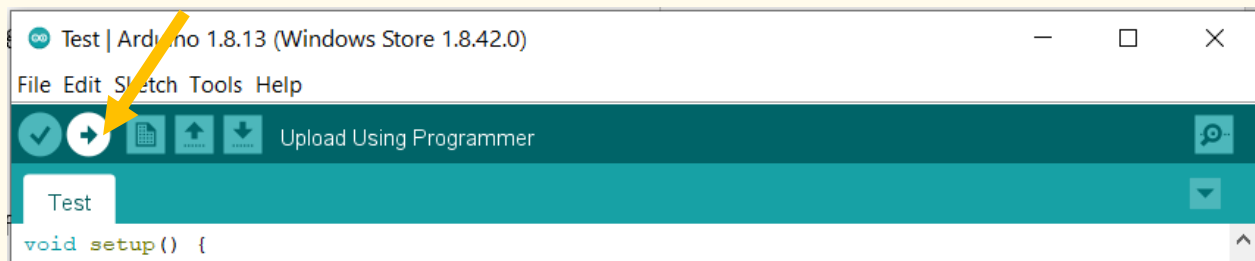 Test | Arduino 1.8.13 (Windows Store 1.8.42.0)
File Edit Sketch Tools Help
Upload Using Programmer
Test
void setup() {